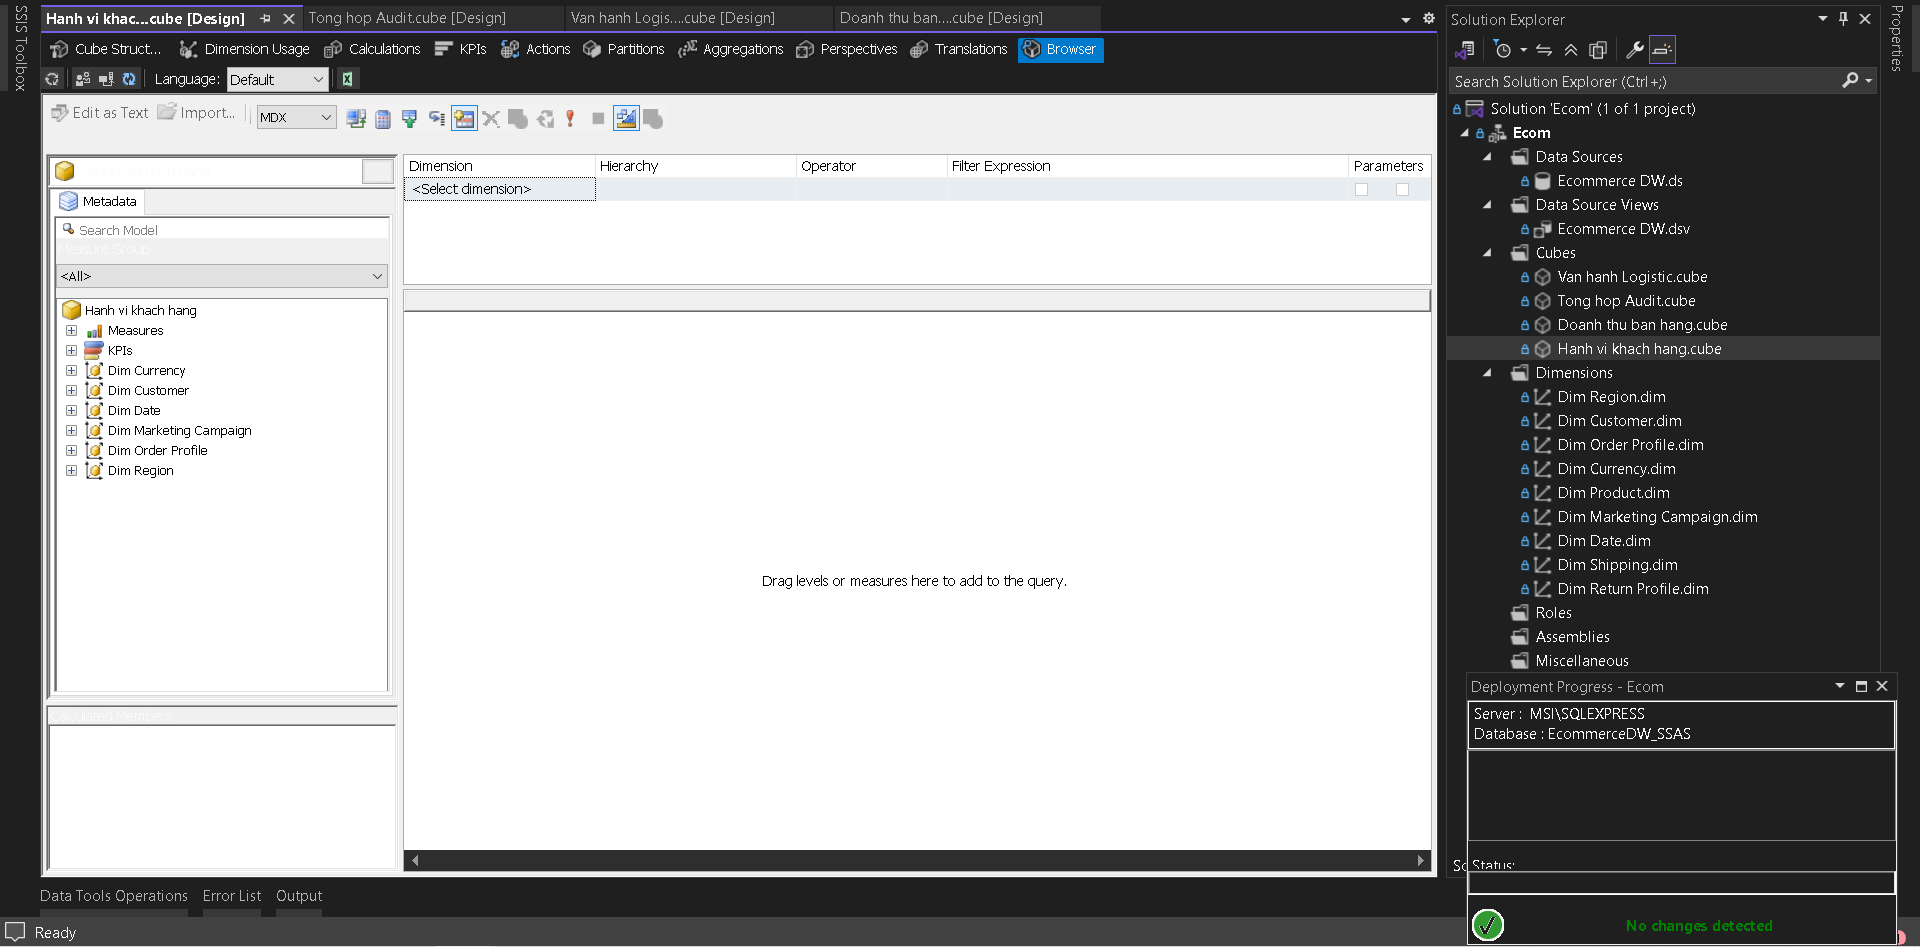 SSIS Toolbox
Hanh vi khac...cube [Design]
Tong hop Audit.cube [Design]
Van hanh Logis....cube [Design]
Doanh thu ban....cube [Design]
Cube Struct...
Dimension Usage
Calculations
KPIs
Actions
Partitions
Aggregations
Perspectives
Translations
Browser
Language:
Default
Edit as Text
Import...
MDX
Hanh vi khach hang
Metadata
Search Model
Measure Group:
<All>
Hanh vi khach hang
Measures
KPIs
Dim Currency
Dim Customer
Dim Date
Dim Marketing Campaign
Dim Order Profile
Dim Region
Calculated Members
Dimension
Hierarchy
Operator
Filter Expression
Parameters
<Select dimension>
Drag levels or measures here to add to the query.
Data Tools Operations
Error List
Output
Ready
Solution Explorer
Search Solution Explorer (Ctrl+;)
Solution 'Ecom' (1 of 1 project)
Ecom
Data Sources
Ecommerce DW.ds
Data Source Views
Ecommerce DW.dsv
Cubes
Van hanh Logistic.cube
Tong hop Audit.cube
Doanh thu ban hang.cube
Hanh vi khach hang.cube
Dimensions
Dim Region.dim
Dim Customer.dim
Dim Order Profile.dim
Dim Currency.dim
Dim Product.dim
Dim Marketing Campaign.dim
Dim Date.dim
Dim Shipping.dim
Dim Return Profile.dim
Roles
Assemblies
Miscellaneous
Properties
Deployment Progress - Ecom
Server : MSI\SQLEXPRESS
Database : EcommerceDW_SSAS
So
Status:
No changes detected